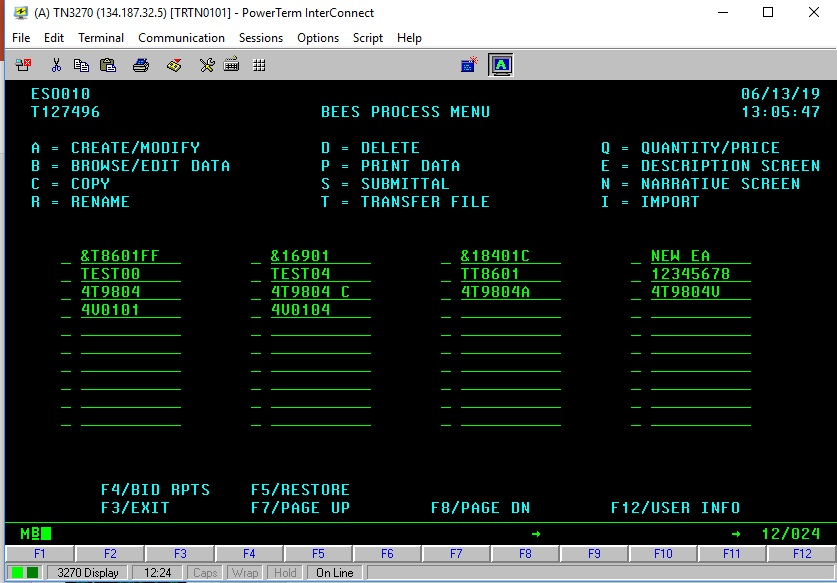 (A) TN3270 (134.187.32.5) [TRTN0101] - PowerTerm InterConnect
File Edit Terminal Communication Sessions Options Script Help
A
ESO010 06/13/19
T127496 BEES PROCESS MENU 13:05:47
A = CREATE/MODIFY D = DELETE Q = QUANTITY/PRICE
B = BROWSE/EDIT DATA P = PRINT DATA E = DESCRIPTION SCREEN
C = COPY S = SUBMITTAL N = NARRATIVE SCREEN
R = RENAME T = TRANSFER FILE I = IMPORT
_ &T8601FF _ &16901 _ &18401C _ NEW EA
_ TEST00 _ TEST04 _ TT8601 _ 12345678
_ 4T9804 _ 4T9804 C _ 4T9804A _ 4T9804V
_ 4V0101 _ 4V0104 _ _
F4/BID RPTS F5/RESTORE
F3/EXIT F7/PAGE UP F8/PAGE DN F12/USER INFO
MB → → 12/024
F1 F2 F3 F4 F5 F6 F7 F8 F9 F10 F11 F12
3270 Display 12:24 Caps Wrap Hold On Line